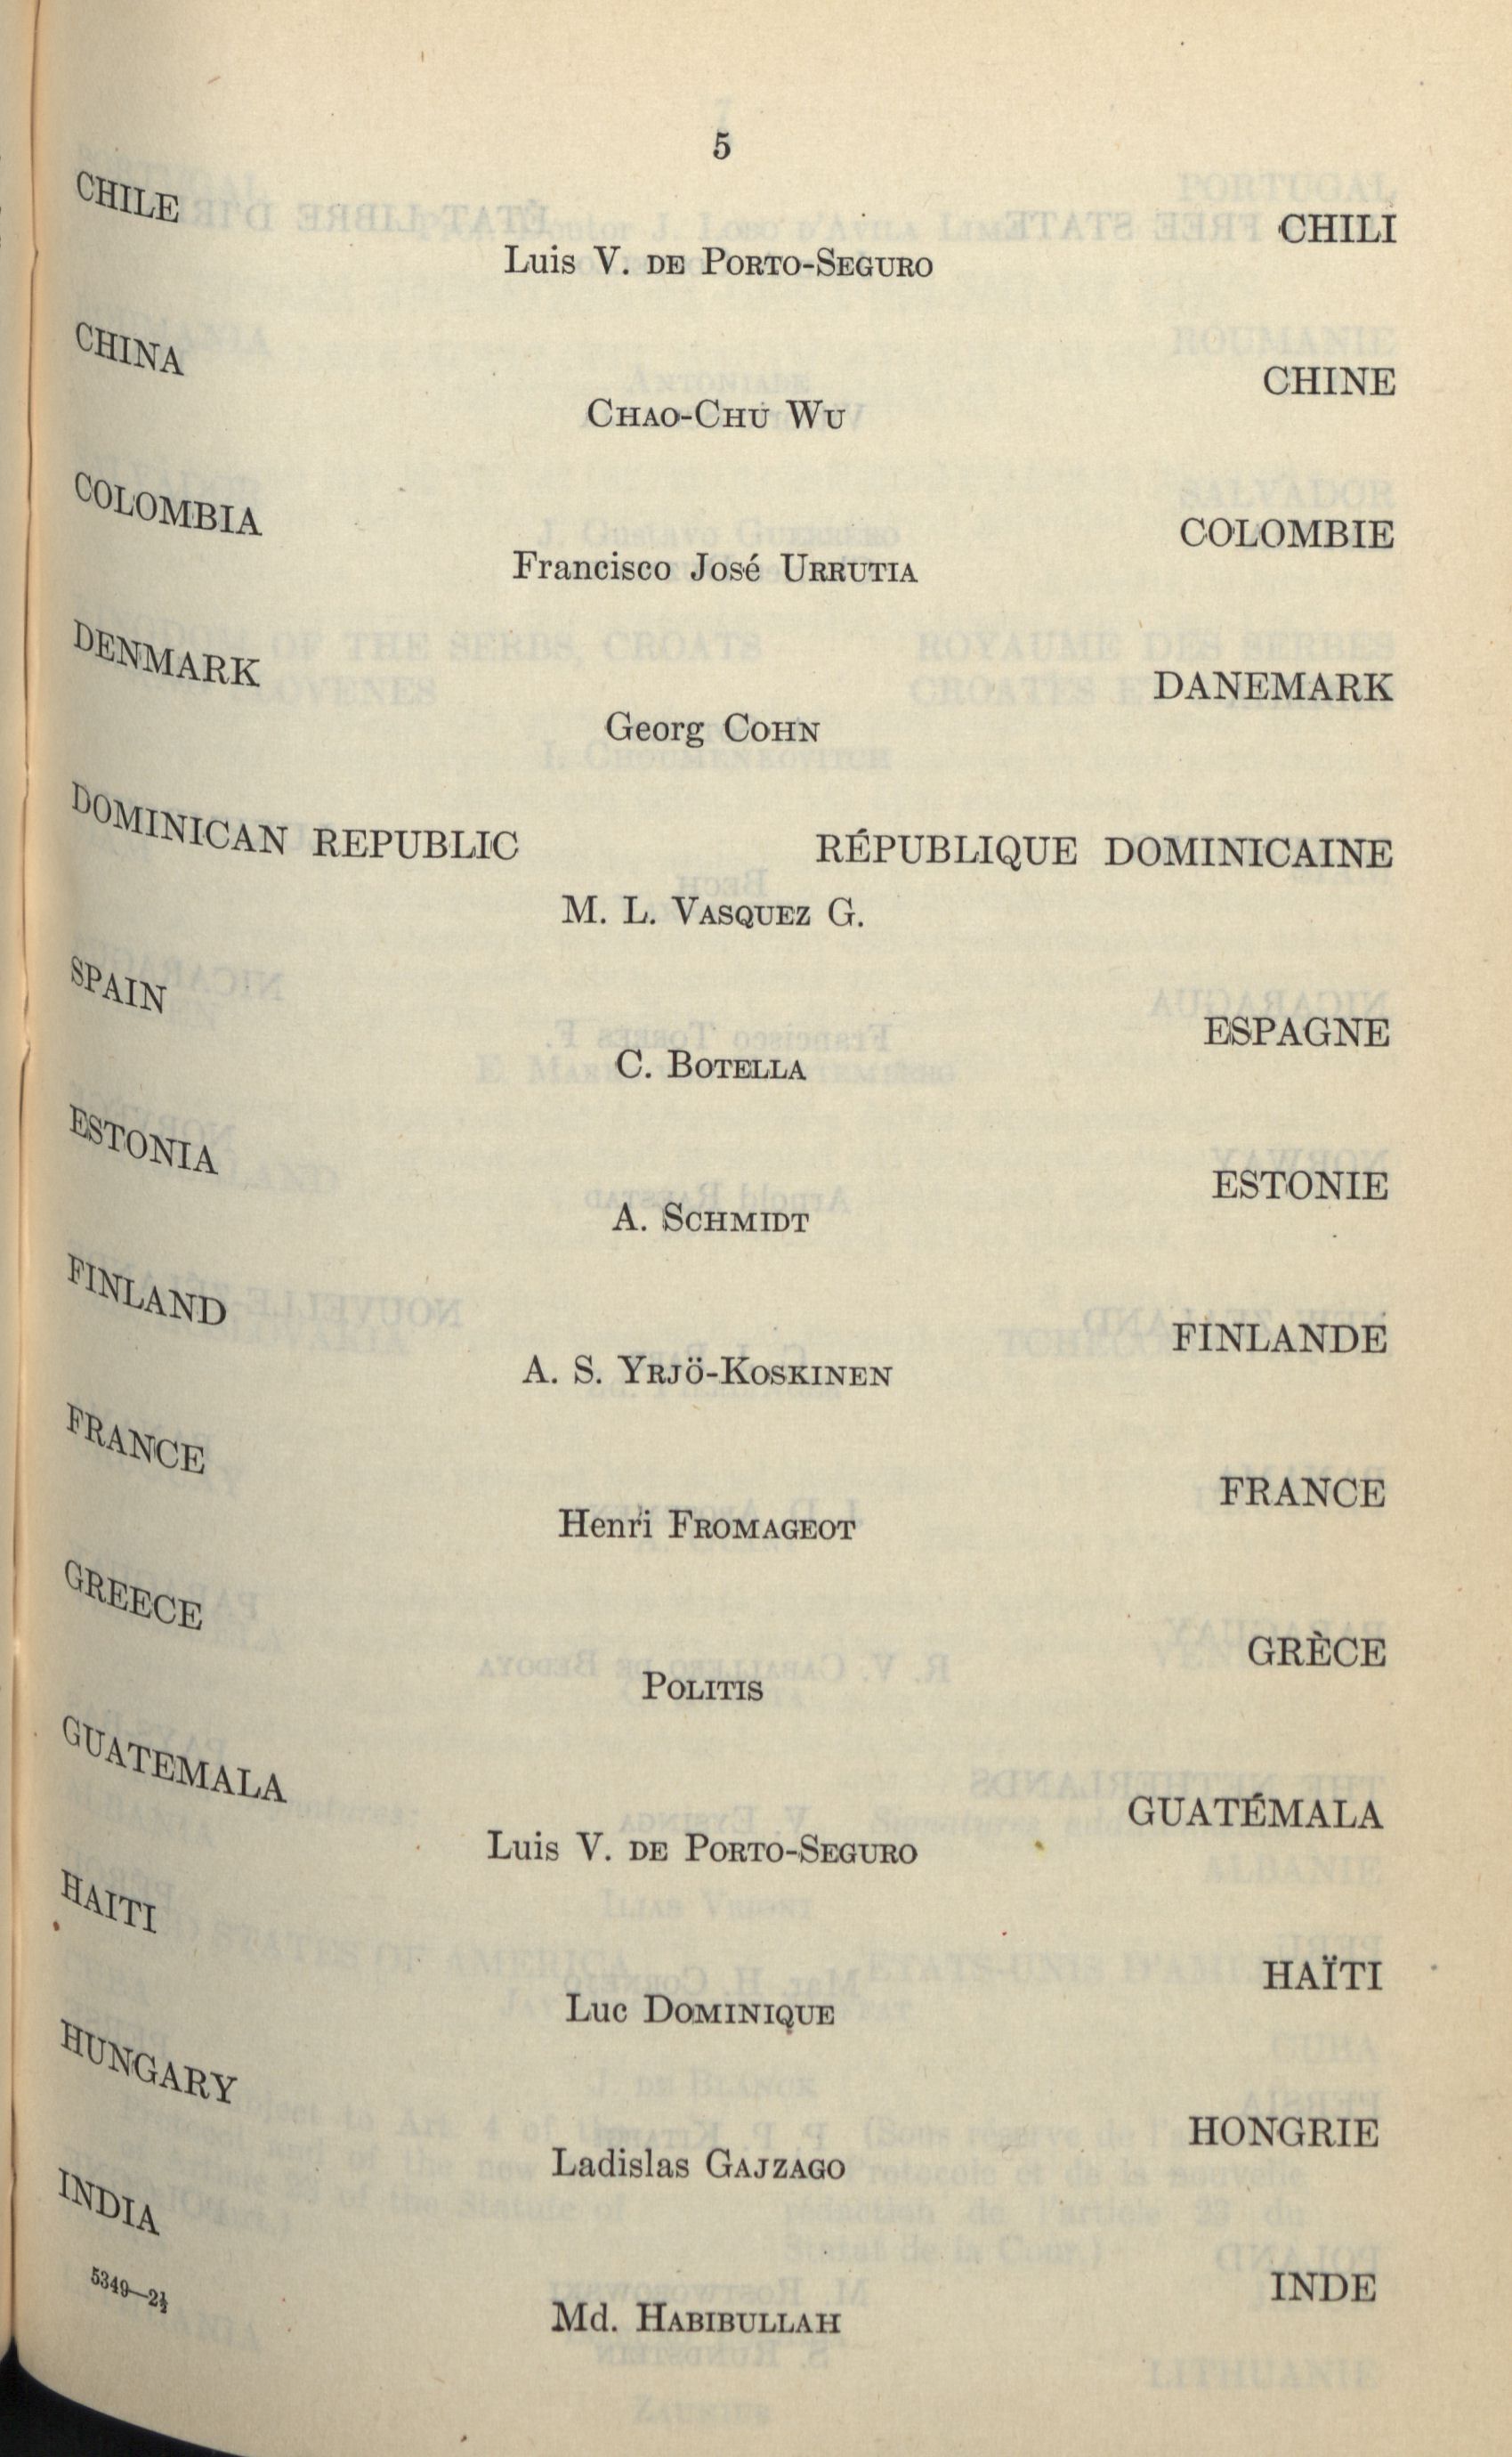 5
CHILE CHILI
Luis V. DE PORTO-SEGURO
CHINA CHINE
CHAO-CHU WU
COLOMBIA COLOMBIE
Francisco José URRUTIA
DENMARK DANEMARK
Georg COHN
DOMINICAN REPUBLIC RÉPUBLIQUE DOMINICAINE
M. L. VASQUEZ G.
SPAIN ESPAGNE
C. BOTELLA
ESTONIA ESTONIE
A. SCHMIDT
FINLAND FINLANDE
A. S. YRJÖ-KOSKINEN
FRANCE FRANCE
Henri FROMAGEOT
GREECE GRÈCE
POLITIS
GUATEMALA GUATÉMALA
Luis V. DE PORTO-SEGURO
HAITI HAÏTI
Luc DOMINIQUE
HUNGARY HONGRIE
Ladislas GAJZAGO
INDIA INDE
Md. HABIBULLAH
5349—2½